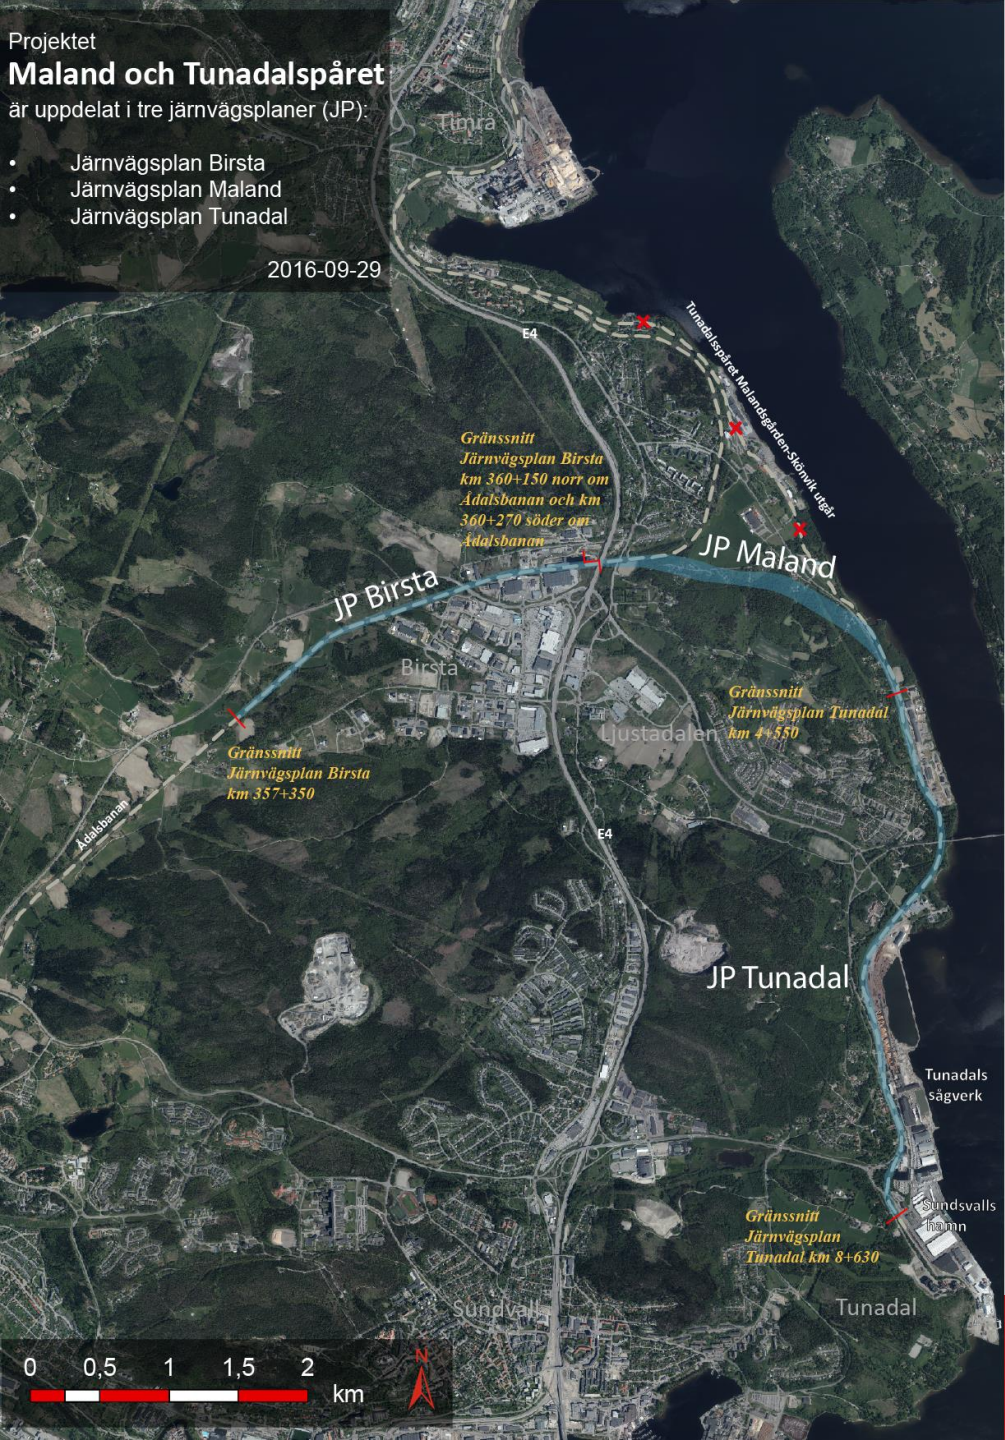 Projektet
Maland och Tunadalspåret
är uppdelat i tre järnvägsplaner (JP):
• Järnvägsplan Birsta
• Järnvägsplan Maland
• Järnvägsplan Tunadal
2016-09-29
Timrå
E4
Tunadalsspåret Malandsgården-Skönvik utgår
Gränssnitt
Järnvägsplan Birsta
km 360+150 norr om
Ådalsbanan och km
360+270 söder om
Ådalsbanan
JP Maland
JP Birsta
Birsta
Gränssnitt
Järnvägsplan Tunadal
km 4+550
Ljustadalen
Gränssnitt
Järnvägsplan Birsta
km 357+350
Ådalsbanan
E4
JP Tunadal
Tunadals
sågverk
Sundsvalls
hamn
Gränssnitt
Järnvägsplan
Tunadal km 8+630
Tunadal
Sundsvall
0 0,5 1 1,5 2
km
N